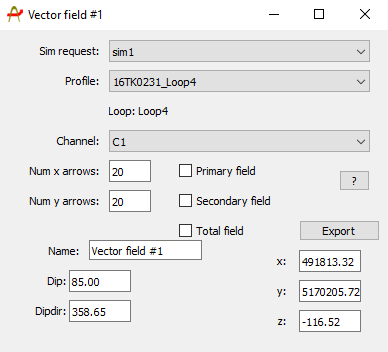 Vector field #1
Sim request: sim1
Profile: 16TK0231_Loop4
Loop: Loop4
Channel: C1
Num x arrows: 20 Primary field
?
Num y arrows: 20 Secondary field
Total field Export
Name: Vector field #1
x: 491813.32
Dip: 85.00
y: 5170205.72
Dipdir: 358.65
z: -116.52